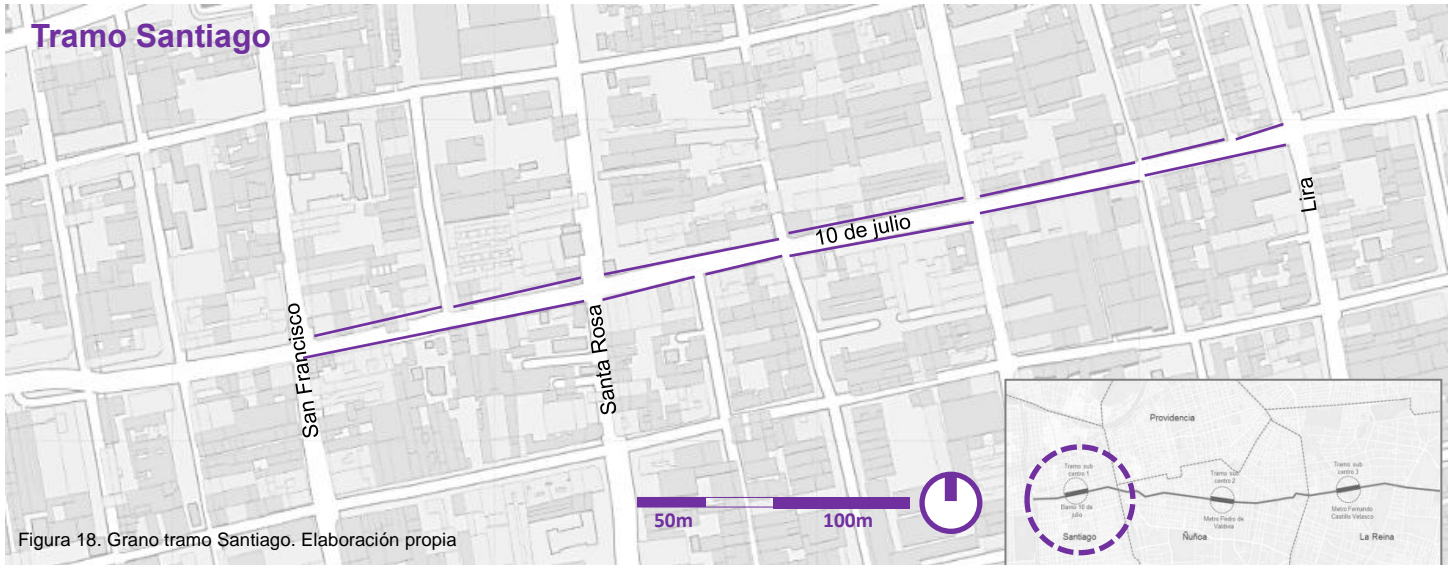 Tramo Santiago
10 de julio
Lira
San Francisco
Santa Rosa
50m
100m
Figura 18. Grano tramo Santiago. Elaboración propia
Providencia
Tramo sub
centro 1
Tramo sub
centro 2
Tramo sub
centro 3
Barrio 10 de
julio
Metro Pedro de
Valdivia
Metro Fernando
Castillo Velasco
Santiago
Ñuñoa
La Reina